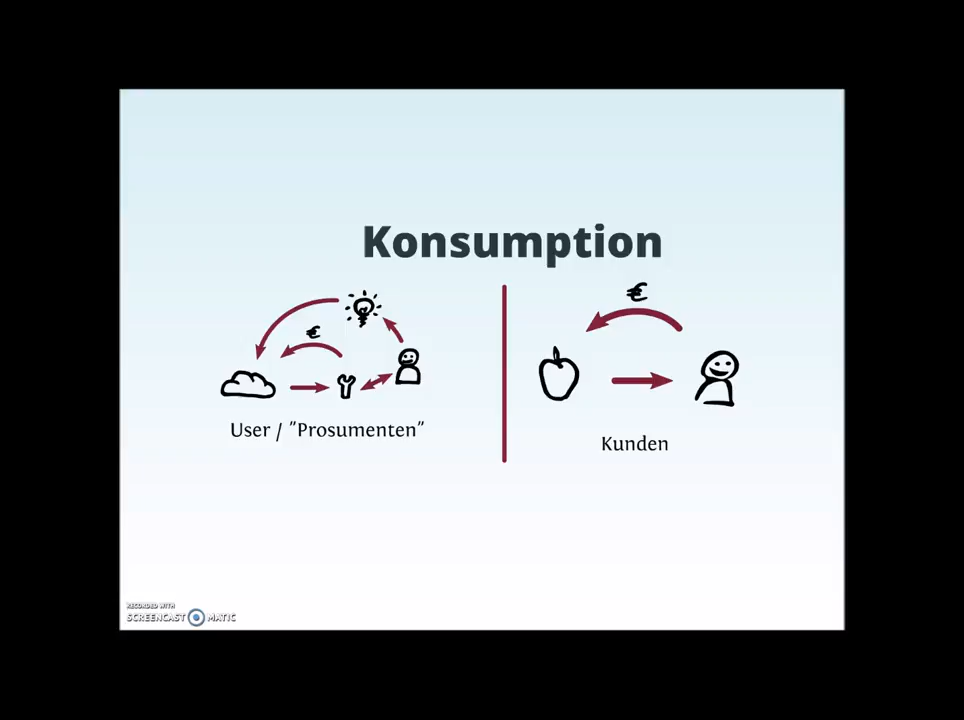 Konsumption
€
€
User / "Prosumenten"
Kunden
RECORDED WITH
SCREENCAST MATIC